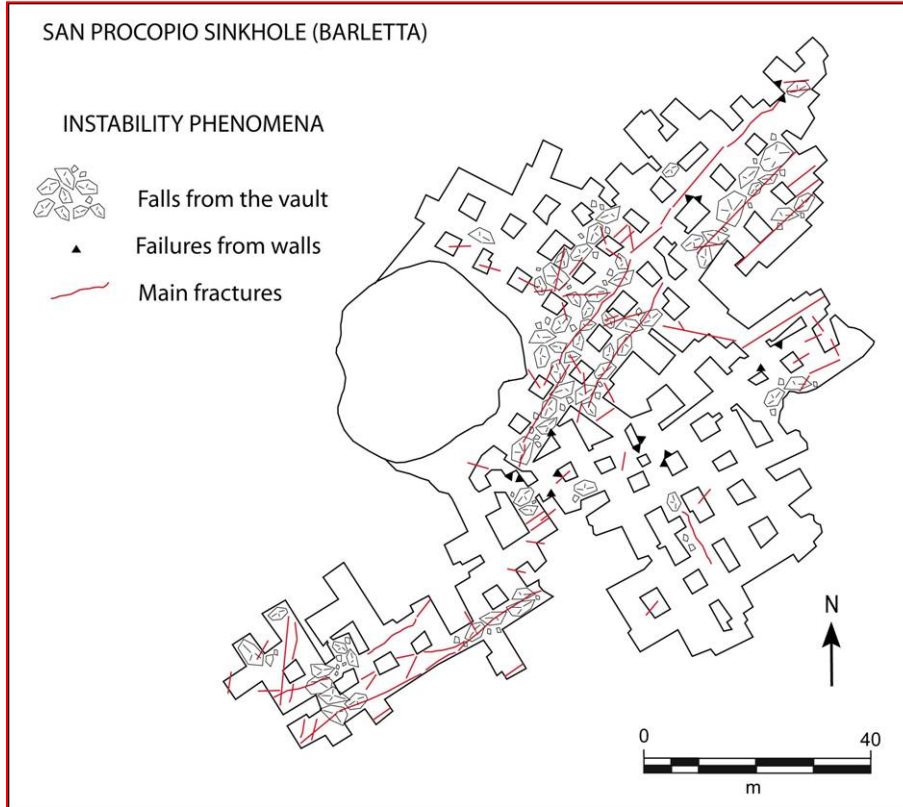 SAN PROCOPIO SINKHOLE (BARLETTA)
INSTABILITY PHENOMENA
Falls from the vault
Failures from walls
Main fractures
N
0 40
m